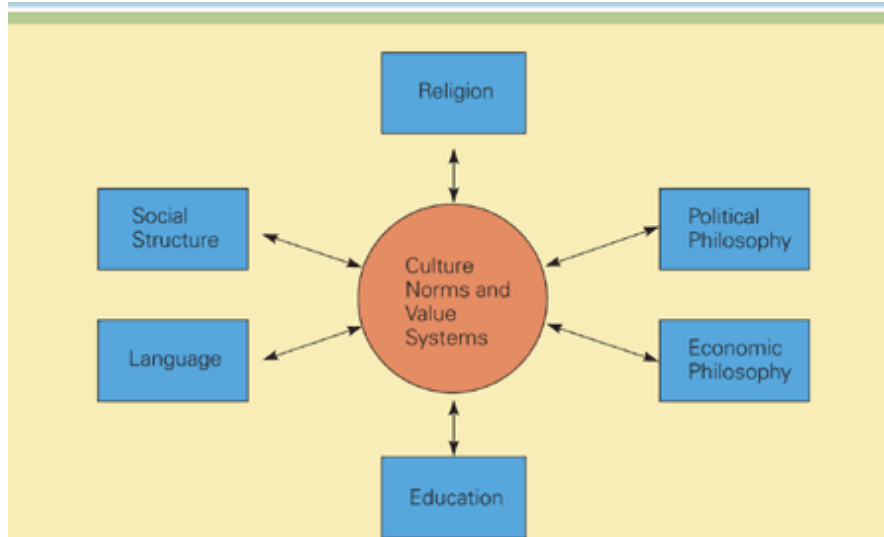 Religion
Social
Structure
Political
Philosophy
Culture
Norms and
Value
Systems
Language
Economic
Philosophy
Education